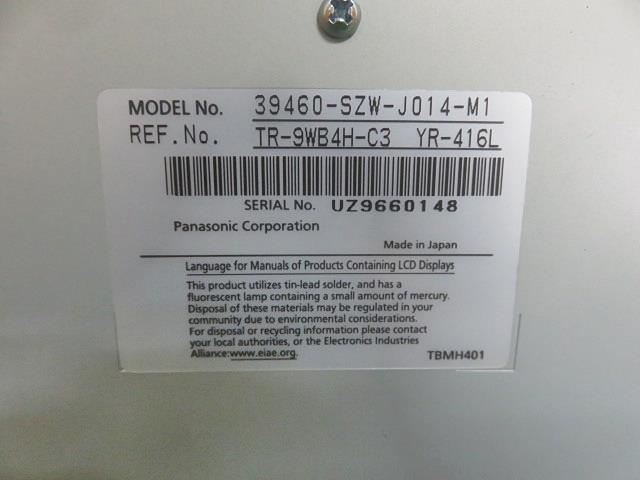 MODEL No. 39460-SZW-J014-M1
REF.No. TR-9WB4H-C3 YR-416L
SERIAL No. UZ9660148
Panasonic Corporation
Made in Japan
Language for Manuals of Products Containing LCD Displays
This product utilizes tin-lead solder, and has a
fluorescent lamp containing a small amount of mercury.
Disposal of these materials may be regulated in your
community due to environmental considerations.
For disposal or recycling information please contact
your local authorities, or the Electronics Industries
Alliance:www.eiae.org.
TBMH401